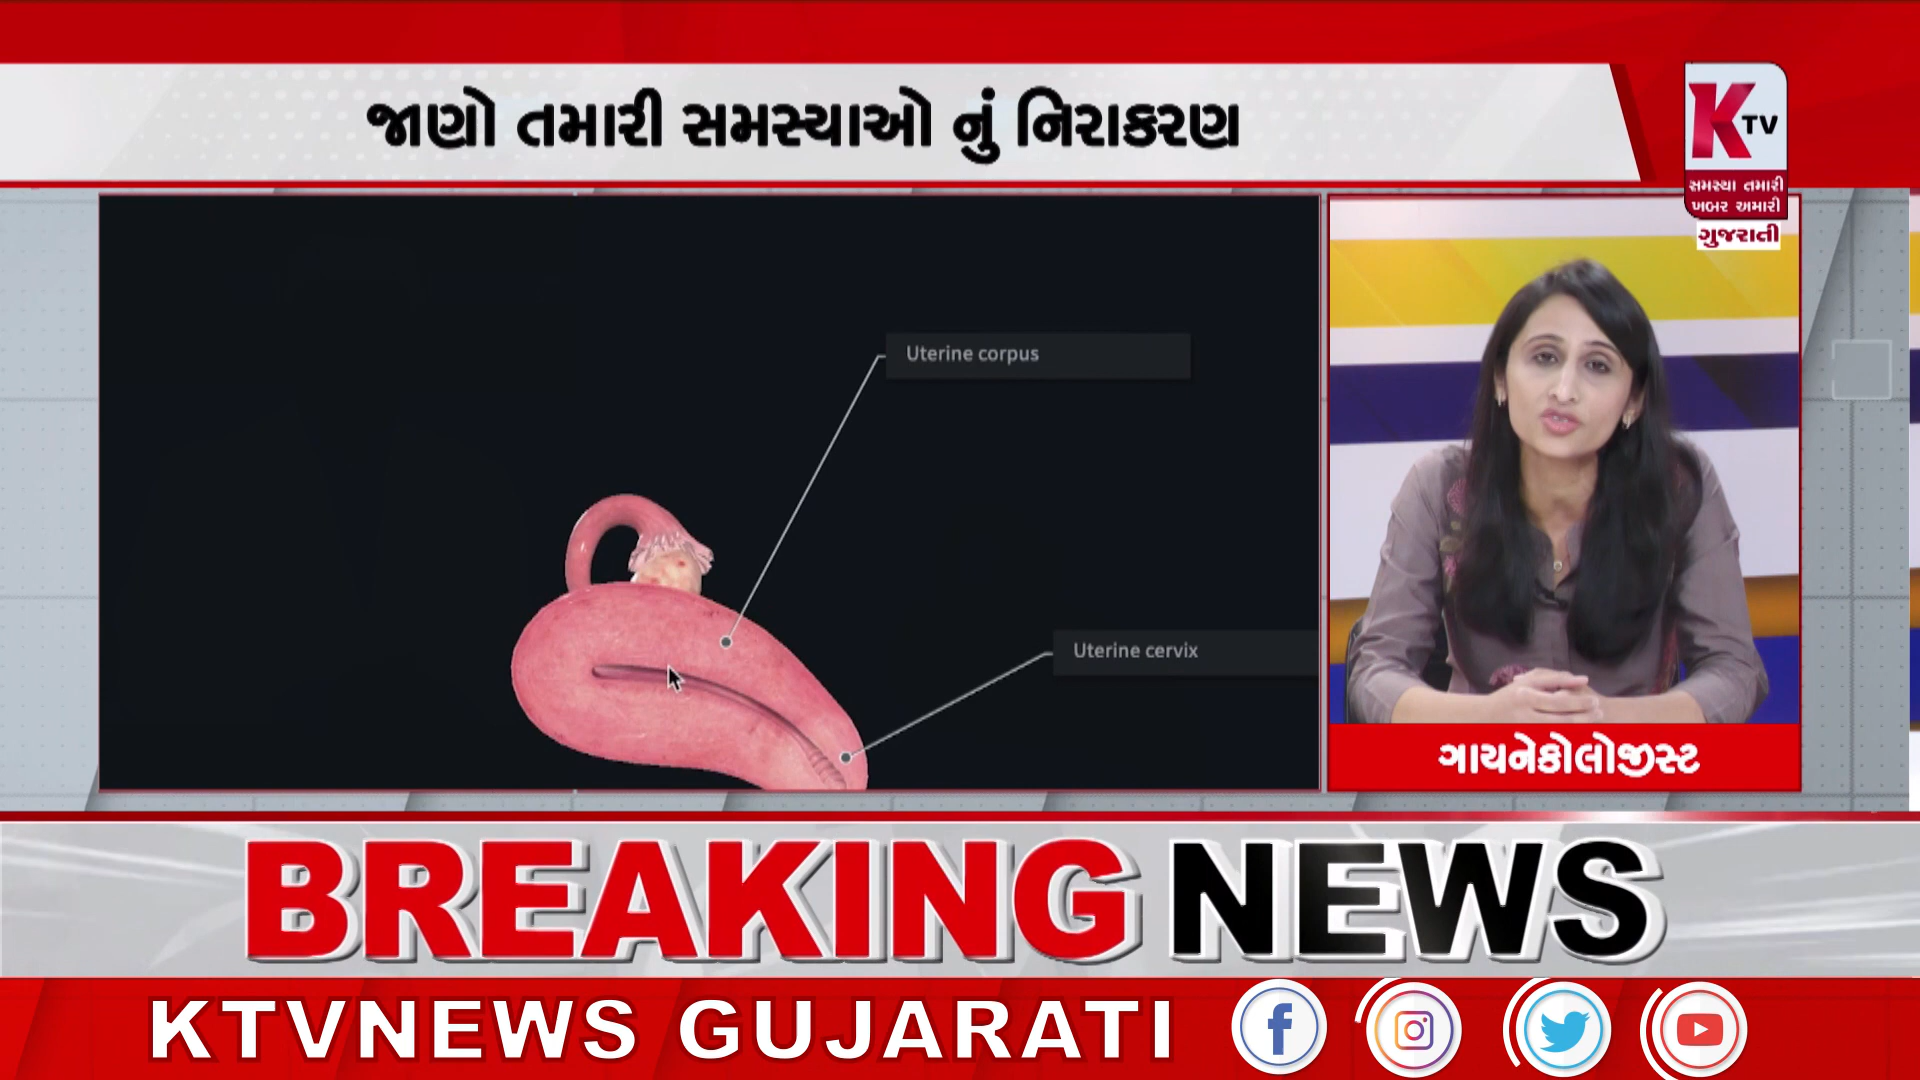 જાણો તમારી સમસ્યાઓ નું નિરાકરણ
K TV
સમસ્યા તમારી
ખબર અમારી
ગુજરાતી
Uterine corpus
Uterine cervix
ગાયનેકોલોજીસ્ટ
BREAKING NEWS
KTVNEWS GUJARATI